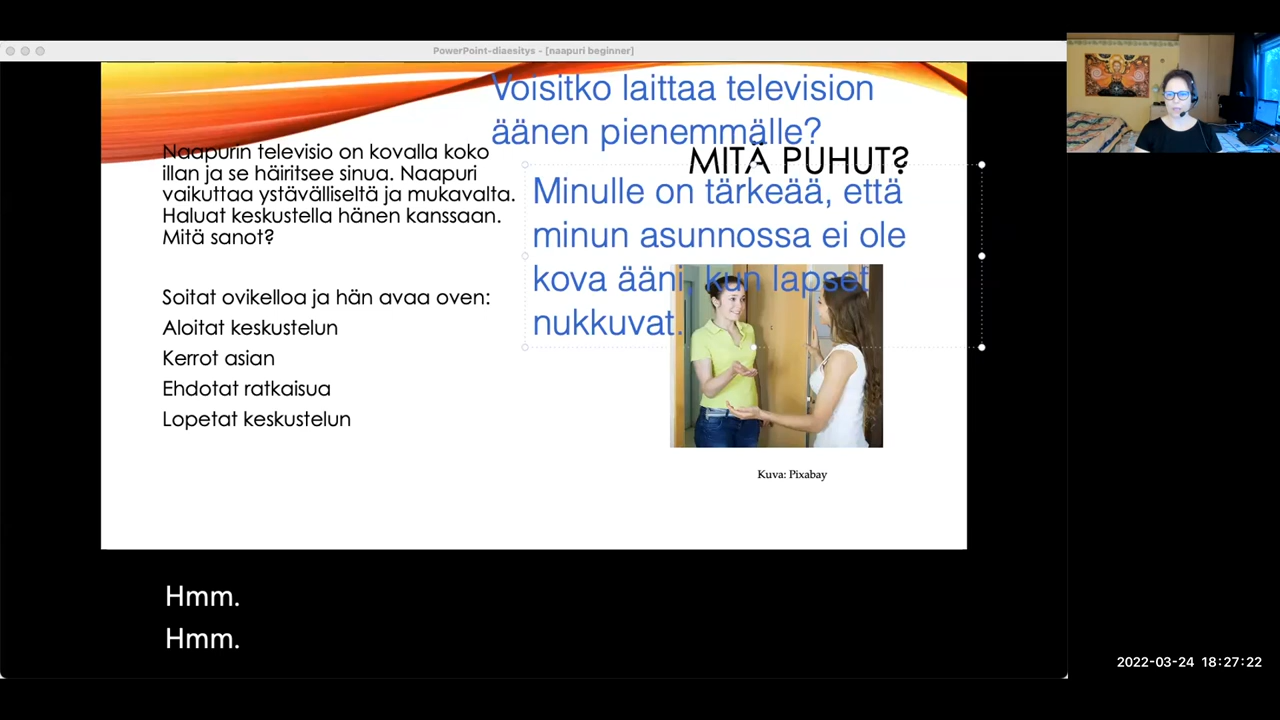 PowerPoint-diaesitys - [naapuri beginner]
Voisitko laittaa television
äänen pienemmälle?
MITÄ PUHUT?
Naapurin televisio on kovalla koko
illan ja se häiritsee sinua. Naapuri
vaikuttaa ystävälliseltä ja mukavalta.
Haluat keskustella hänen kanssaan.
Mitä sanot?
Minulle on tärkeää, että
minun asunnossa ei ole
kova ääni, kun lapset
nukkuvat.
Soitat ovikelloa ja hän avaa oven:
Aloitat keskustelun
Kerrot asian
Ehdotat ratkaisua
Lopetat keskustelun
Kuva: Pixabay
Hmm.
Hmm.
2022-03-24 18:27:22